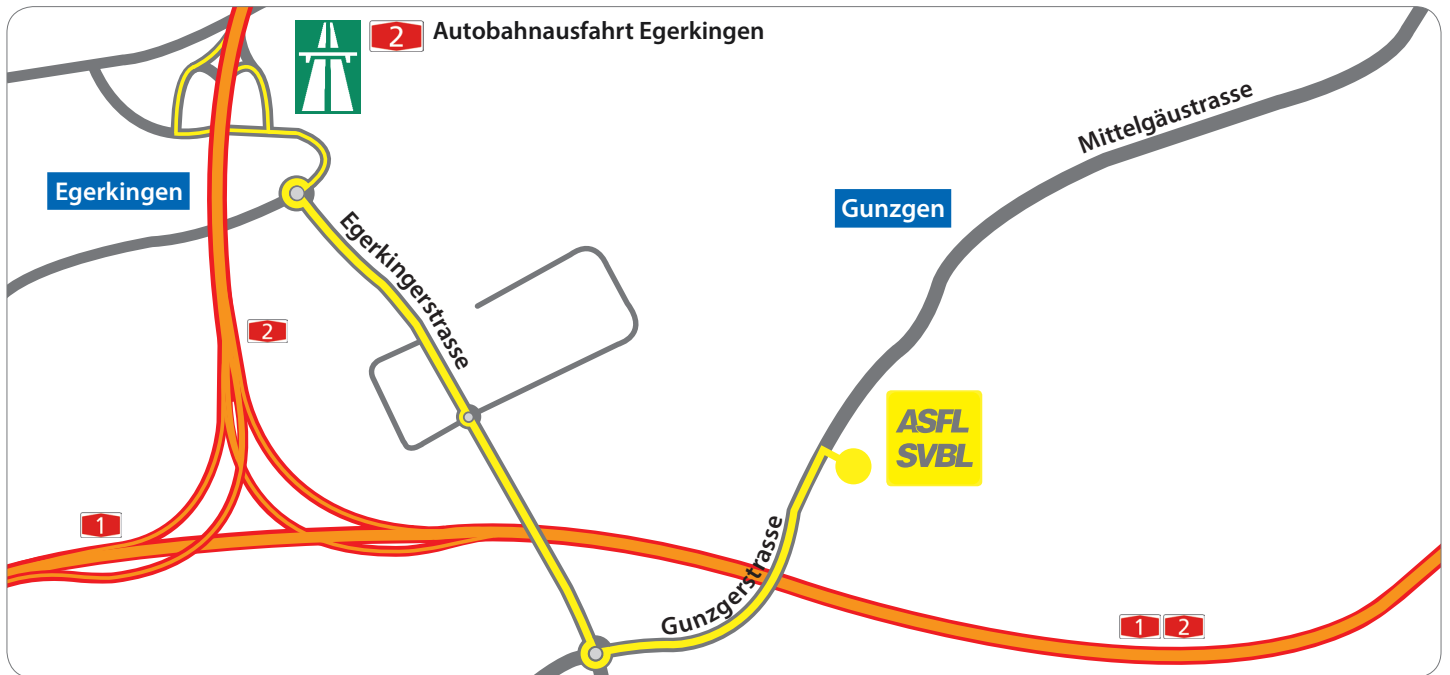 2 Autobahnausfahrt Egerkingen
Mittelgäustrasse
Egerkingen
Gunzgen
Egerkingerstrasse
2
ASFL
SVBL
1
Gunzgerstrasse
1 2